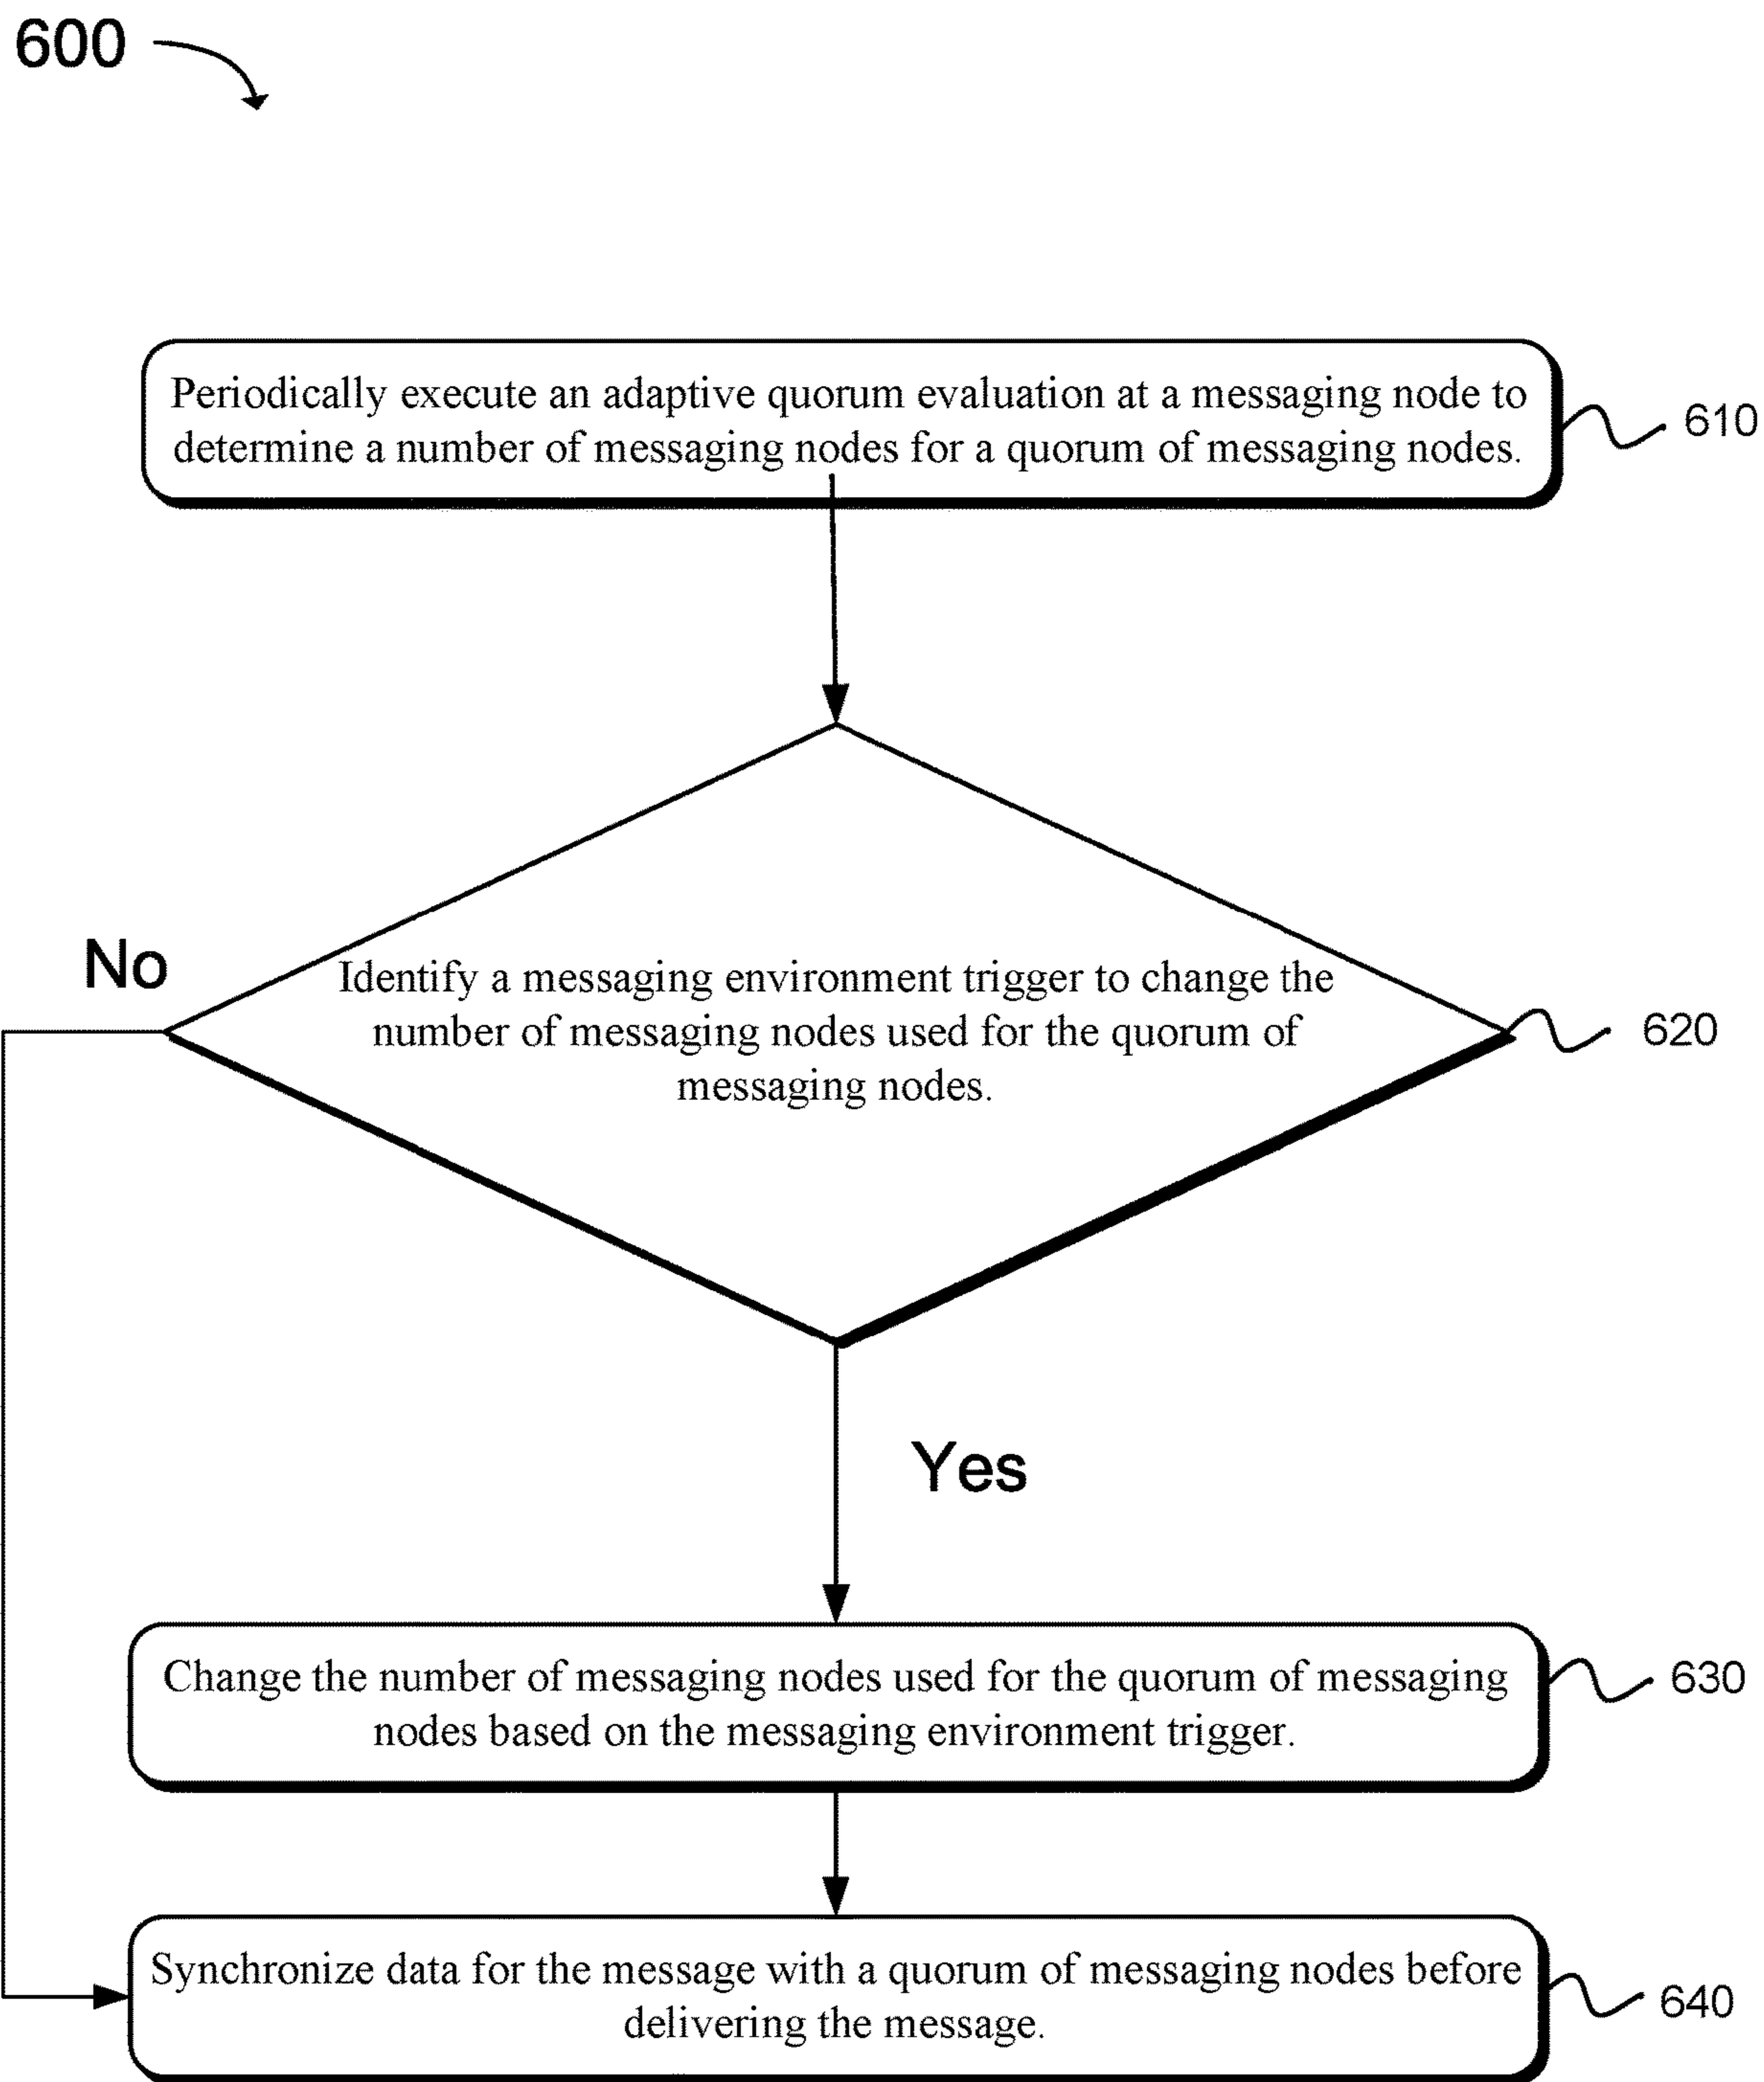 600
Periodically execute an adaptive quorum evaluation at a messaging node to
determine a number of messaging nodes for a quorum of messaging nodes.
610
No
Identify a messaging environment trigger to change the
number of messaging nodes used for the quorum of
messaging nodes.
620
Yes
Change the number of messaging nodes used for the quorum of messaging
nodes based on the messaging environment trigger.
630
Synchronize data for the message with a quorum of messaging nodes before
delivering the message.
640